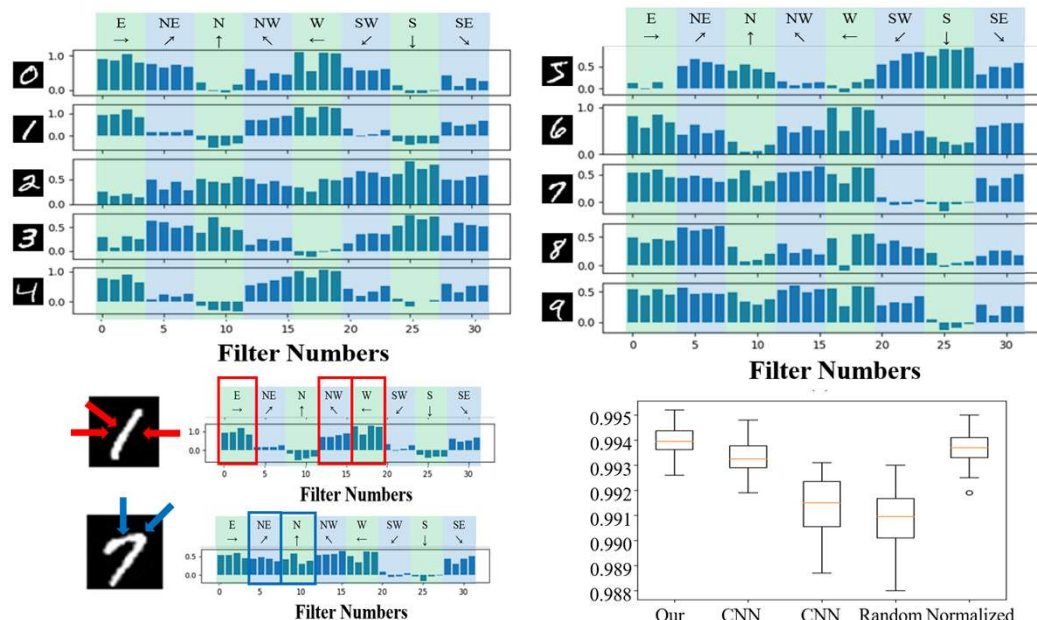 E NE N NW W SW S SE
→ ↗ ↑ ↖ ← ↙ ↓ ↘
0
1.0
0.0
1
1.0
0.0
2
0.5
0.0
3
0.5
0.0
4
1.0
0.0
0 5 10 15 20 25 30
Filter Numbers
E NE N NW W SW S SE
→ ↗ ↑ ↖ ← ↙ ↓ ↘
5
0.5
0.0
6
1.0
0.5
0.0
7
0.5
0.0
8
0.5
0.0
9
0.5
0.0
0 10 20 30
Filter Numbers
1
E NE N NW W SW S SE
→ ↗ ↑ ↖ ← ↙ ↓ ↘
1.0
0.0
0 5 10 15 20 25 30
Filter Numbers
7
E NE N NW W SW S SE
→ ↗ ↑ ↖ ← ↙ ↓ ↘
0.5
0.0
0 5 10 15 20 25 30
Filter Numbers
0.995
0.994
0.993
0.992
0.991
0.990
0.989
0.988
Our CNN CNN Random Normalized